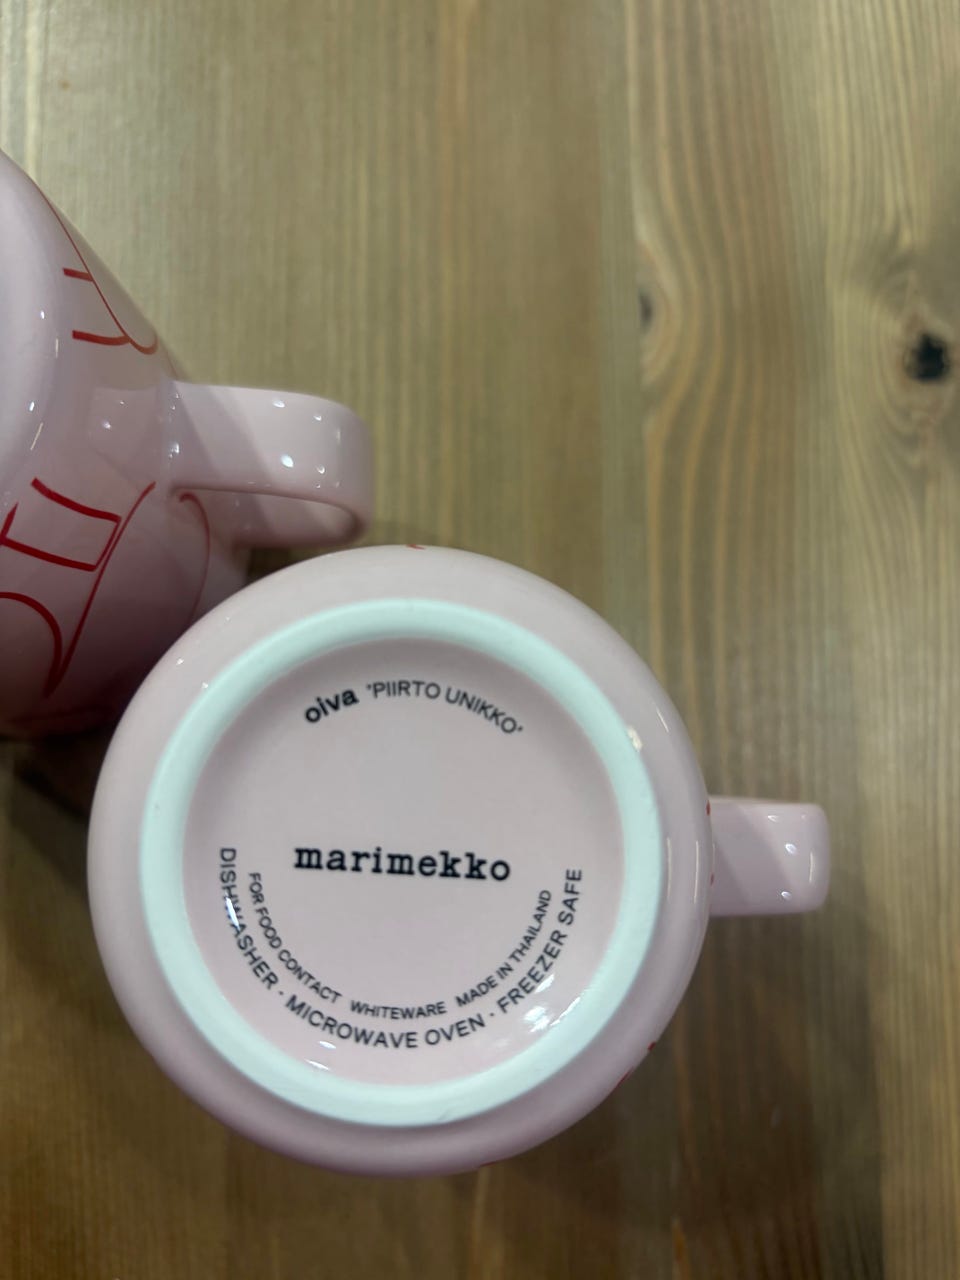 oiva 'PIIRTO UNIKKO'
marimekko
FOR FOOD CONTACT WHITEWARE MADE IN THAILAND
DISHWASHER · MICROWAVE OVEN · FREEZER SAFE